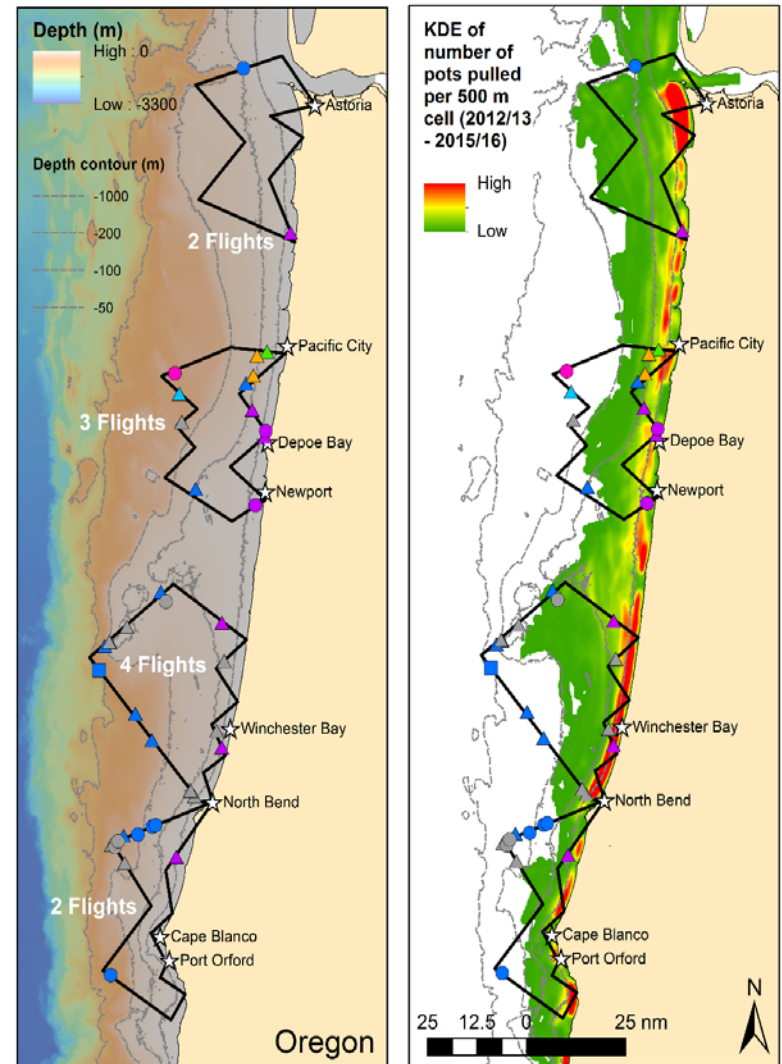 Depth (m)
High : 0
Low : -3300
Depth contour (m)
-1000
-200
-100
-50
Astoria
2 Flights
Pacific City
3 Flights
Depoe Bay
Newport
4 Flights
Winchester Bay
North Bend
2 Flights
Cape Blanco
Port Orford
Oregon
KDE of
number of
pots pulled
per 500 m
cell (2012/13
- 2015/16)
High
Low
Astoria
Pacific City
Depoe Bay
Newport
Winchester Bay
North Bend
Cape Blanco
Port Orford
25 12.5 0 25 nm
N